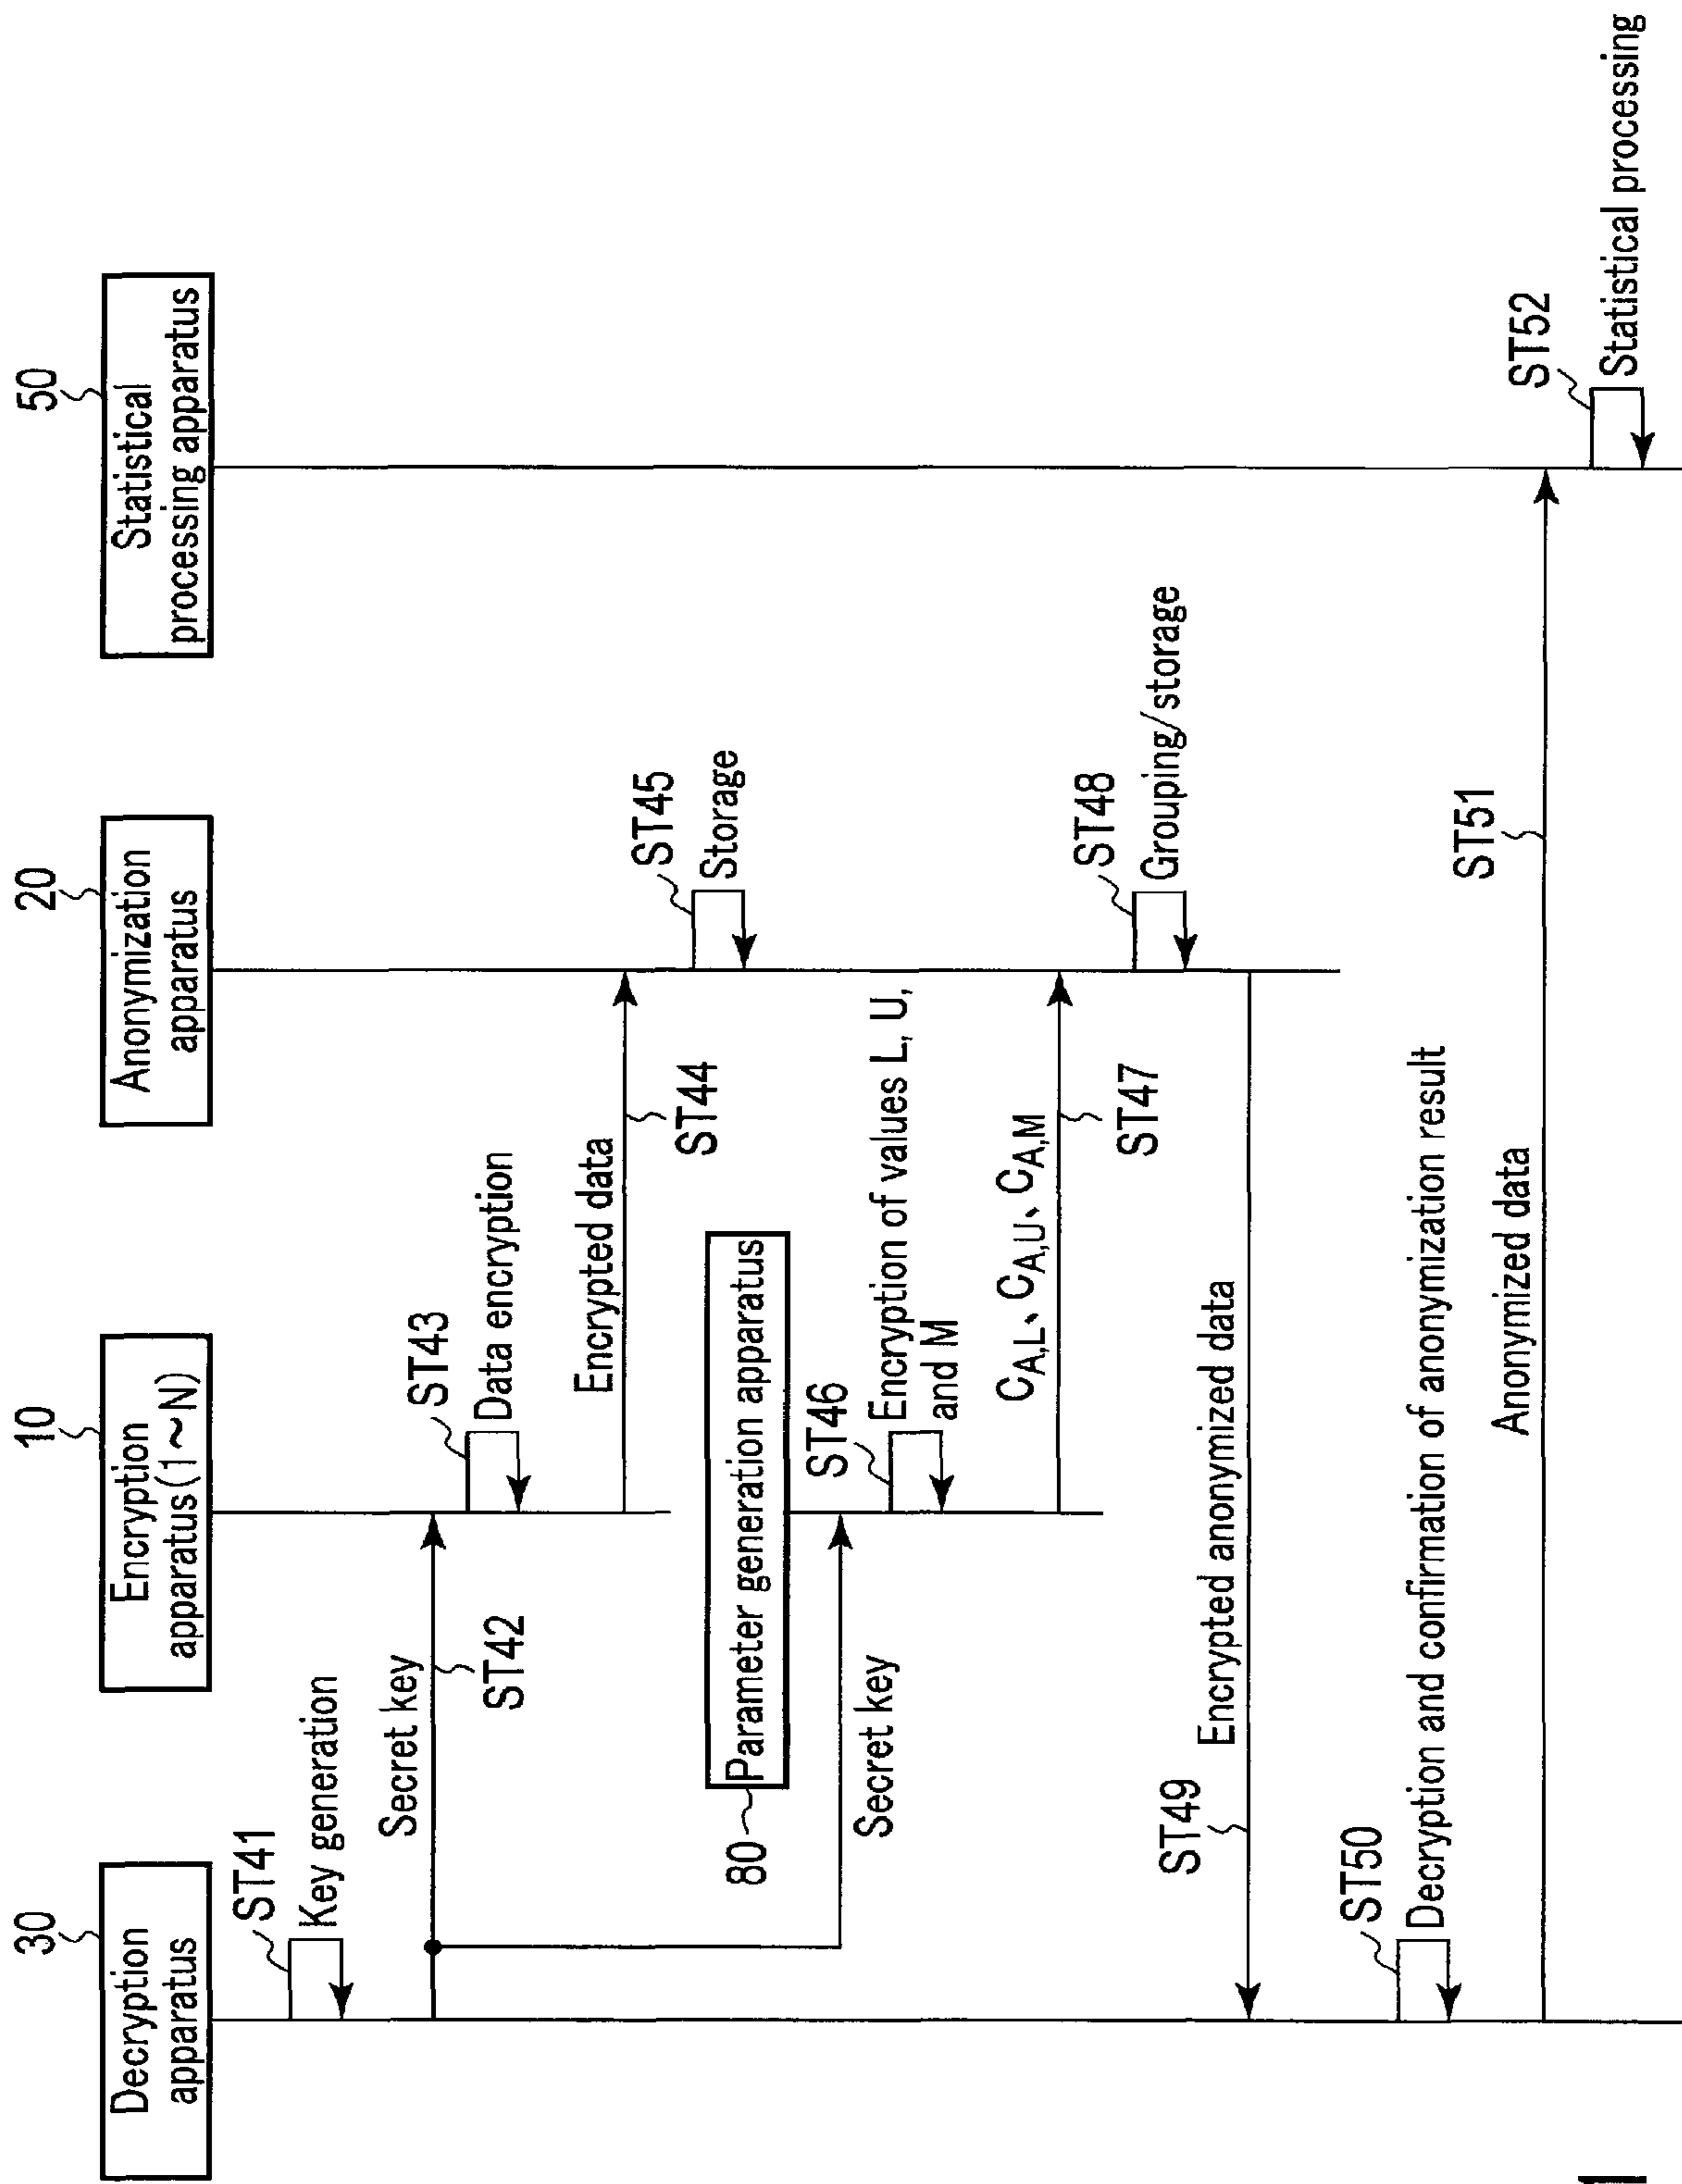 30
Decryption
apparatus
10
Encryption
apparatus(1~N)
20
Anonymization
apparatus
50
Statistical
processing apparatus
ST41
Key generation
Secret key
ST42
ST43
Data encryption
Encrypted data
ST44
ST45
Storage
80
Parameter generation apparatus
Secret key
ST46
Encryption of values L, U,
and M
CA,L、CA,U、CA,M
ST47
ST48
Grouping/storage
Encrypted anonymized data
ST49
ST50
Decryption and confirmation of anonymization result
Anonymized data
ST51
ST52
Statistical processing